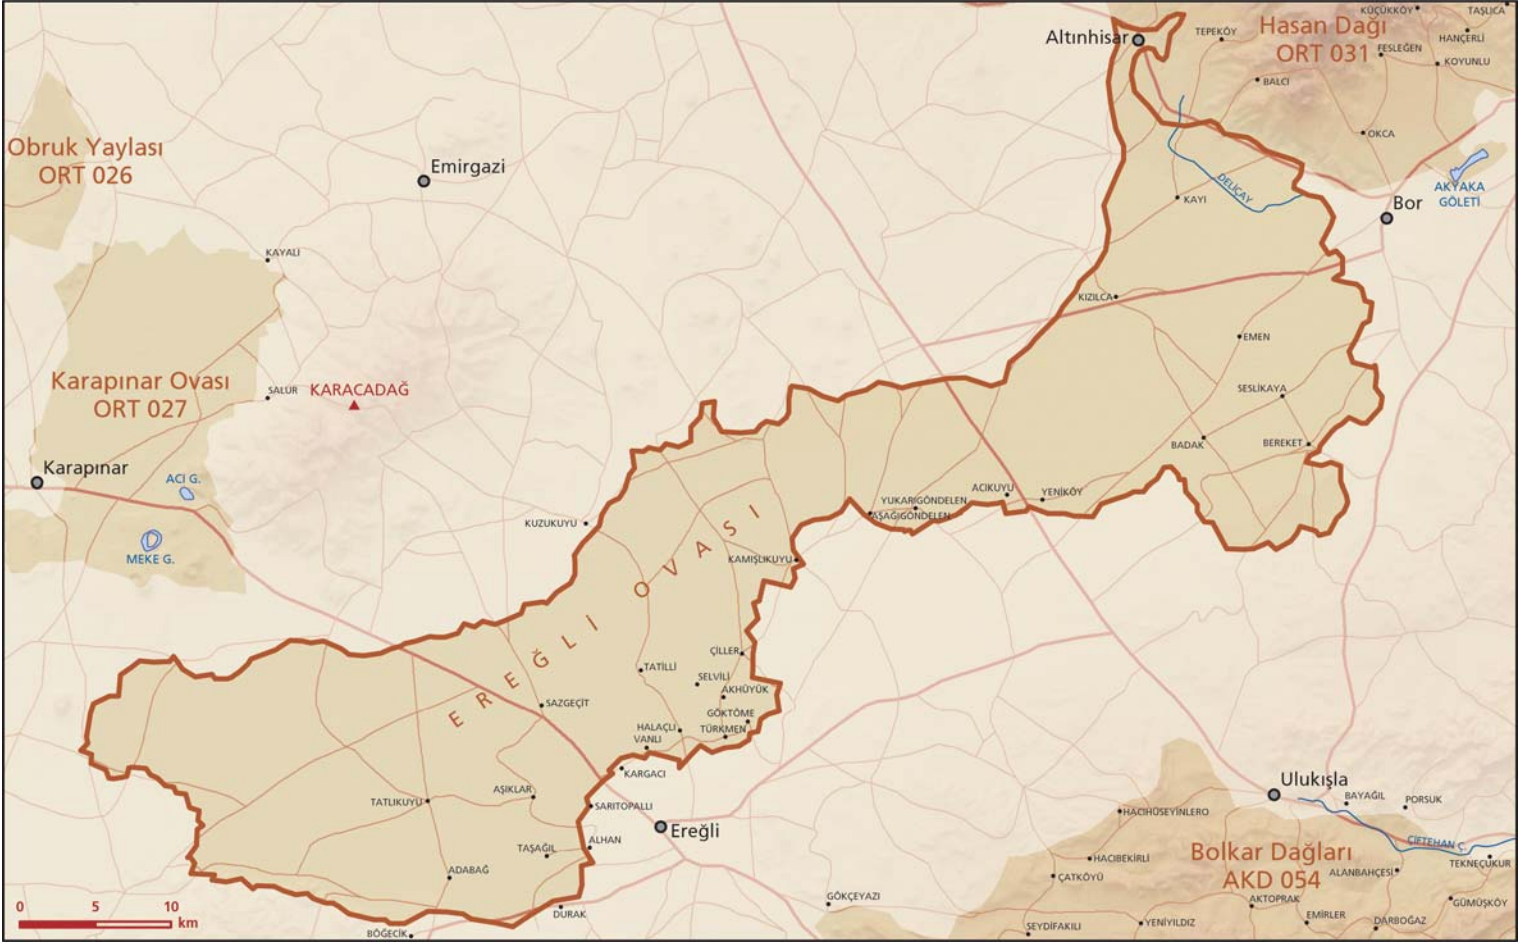 KÜÇÜKKÖY
TAŞLICA
Altınhisar
TEPEKÖY
Hasan Dağı
ORT 031
HANÇERLİ
FESLEĞEN
KOYUNLU
BALCI
OKCA
Obruk Yaylası
ORT 026
Emirgazi
DELİÇAY
AKYAKA
GÖLETİ
KAYI
Bor
KAYALI
KIZILCA
EMEN
Karapınar Ovası
ORT 027
SALUR
KARACADAĞ
SESLİKAYA
BADAK
BEREKET
Karapınar
ACI G.
ACIKUYU
YENİKÖY
YUKARIGÖNDELEN
AŞAĞIGÖNDELEN
KUZUKUYU
MEKE G.
KAMIŞLIKUYU
EREĞLİ OVASI
ÇİLLER
TATİLLİ
SELVİLİ
AKHÜYÜK
SAZGEÇİT
GÖKTÖME
HALAÇLI
TÜRKMEN
VANLI
KARGACI
Ulukışla
AŞIKLAR
TATLIKUYU
SARITOPALLI
BAYAĞIL
PORSUK
HACIHÜSEYİNLERO
Ereğli
ALHAN
TAŞAĞIL
ÇİFTEHAN Ç.
Bolkar Dağları
AKD 054
HACIBEKİRLİ
TEKNEÇUKUR
ADABAĞ
ÇATKÖYÜ
ALANBAHÇESİ
GÖKÇEYAZI
AKTOPRAK
GÜMÜŞKÖY
0 5 10
km
DURAK
EMİRLER
DARBOĞAZ
SEYDİFAKILI
YENİYILDIZ
BÖĞECİK